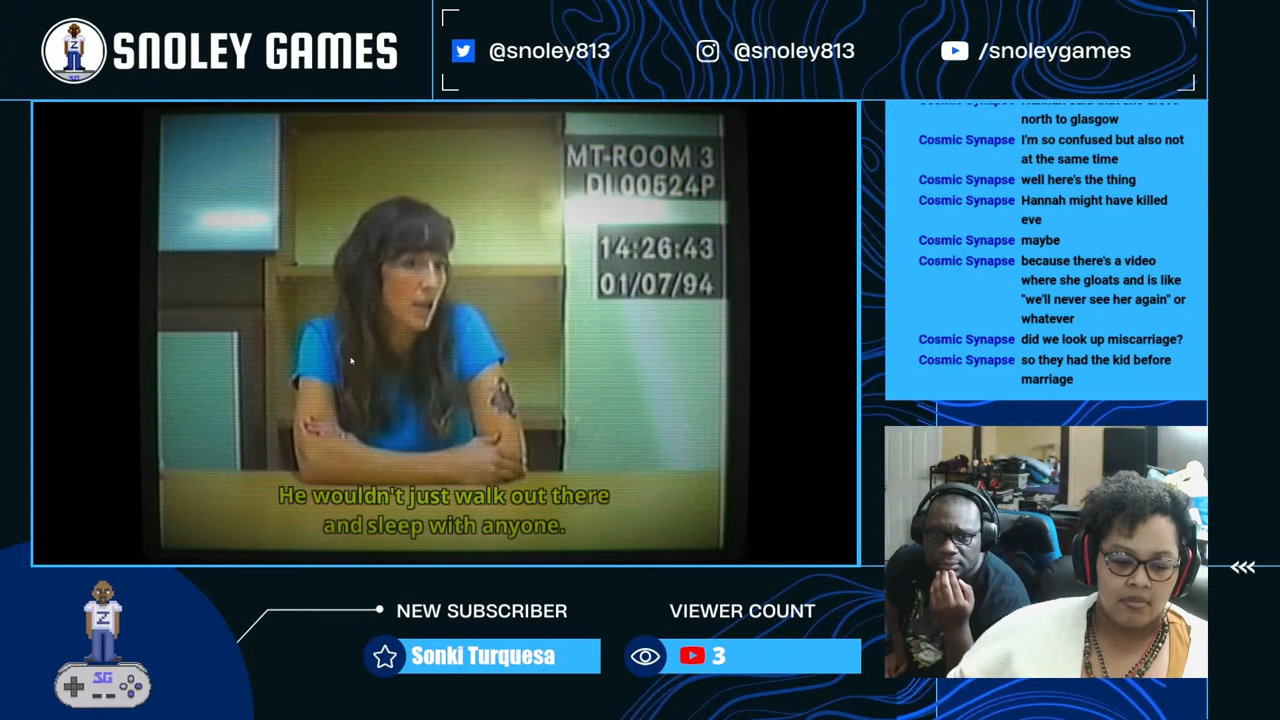 SNOLEY GAMES
@snoley813
@snoley813
/snoleygames
MT-ROOM 3
DI 00524P
14:26:43
01/07/94
He wouldn't just walk out there
and sleep with anyone.
Cosmic Synapse
north to glasgow
Cosmic Synapse I'm so confused but also not
at the same time
Cosmic Synapse well here's the thing
Cosmic Synapse Hannah might have killed
eve
Cosmic Synapse maybe
Cosmic Synapse because there's a video
where she gloats and is like
"we'll never see her again" or
whatever
Cosmic Synapse did we look up miscarriage?
Cosmic Synapse so they had the kid before
marriage
NEW SUBSCRIBER
Sonki Turquesa
VIEWER COUNT
3
Z
SG